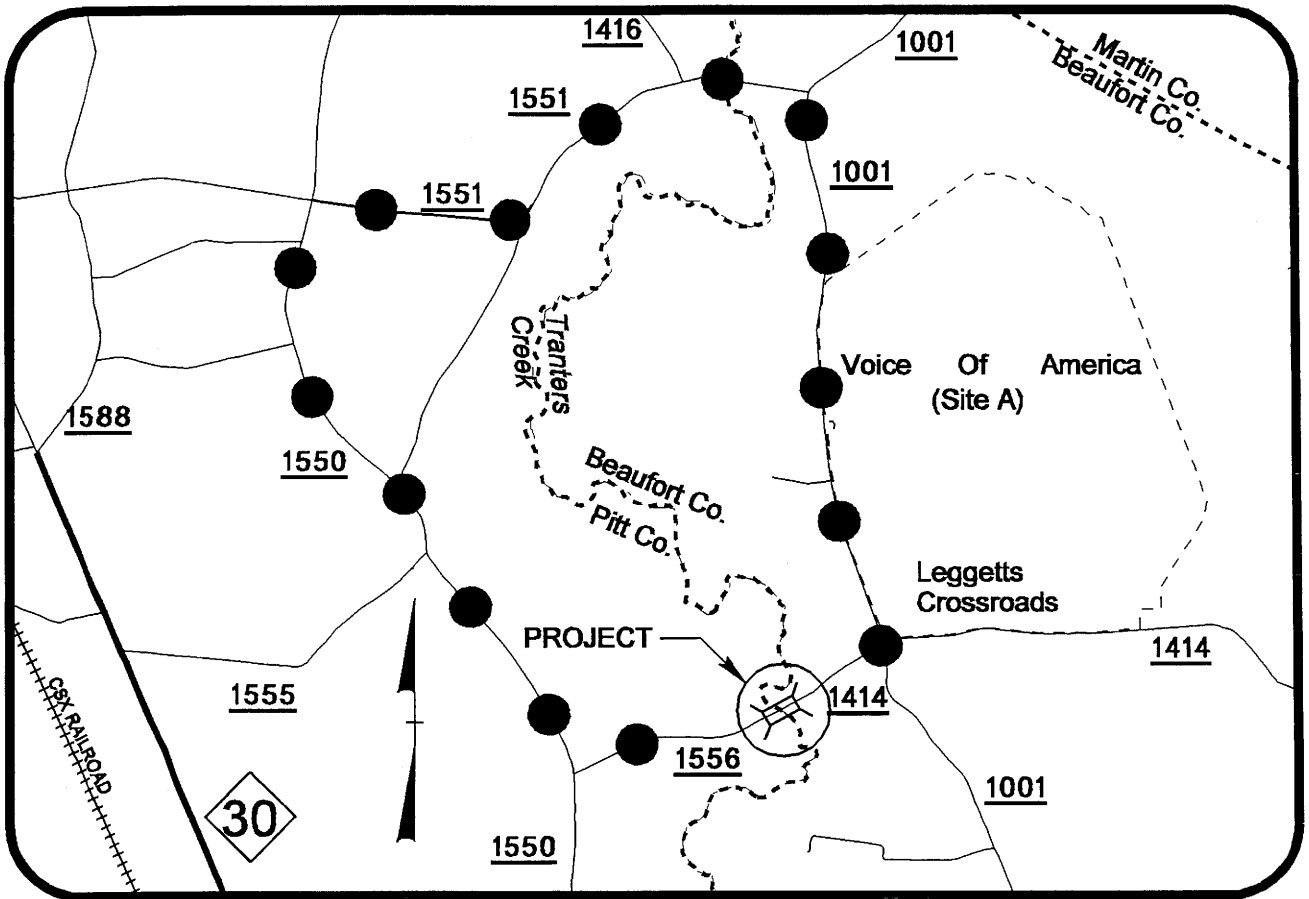 1416
1001
Martin Co.
Beaufort Co.
1551
1551
1001
Voice Of America
(Site A)
Tranters
Creek
1588
1550
Beaufort Co.
Pitt Co.
Leggetts
Crossroads
PROJECT
1414
1555
1414
CSX RAILROAD
1556
30
1001
1550